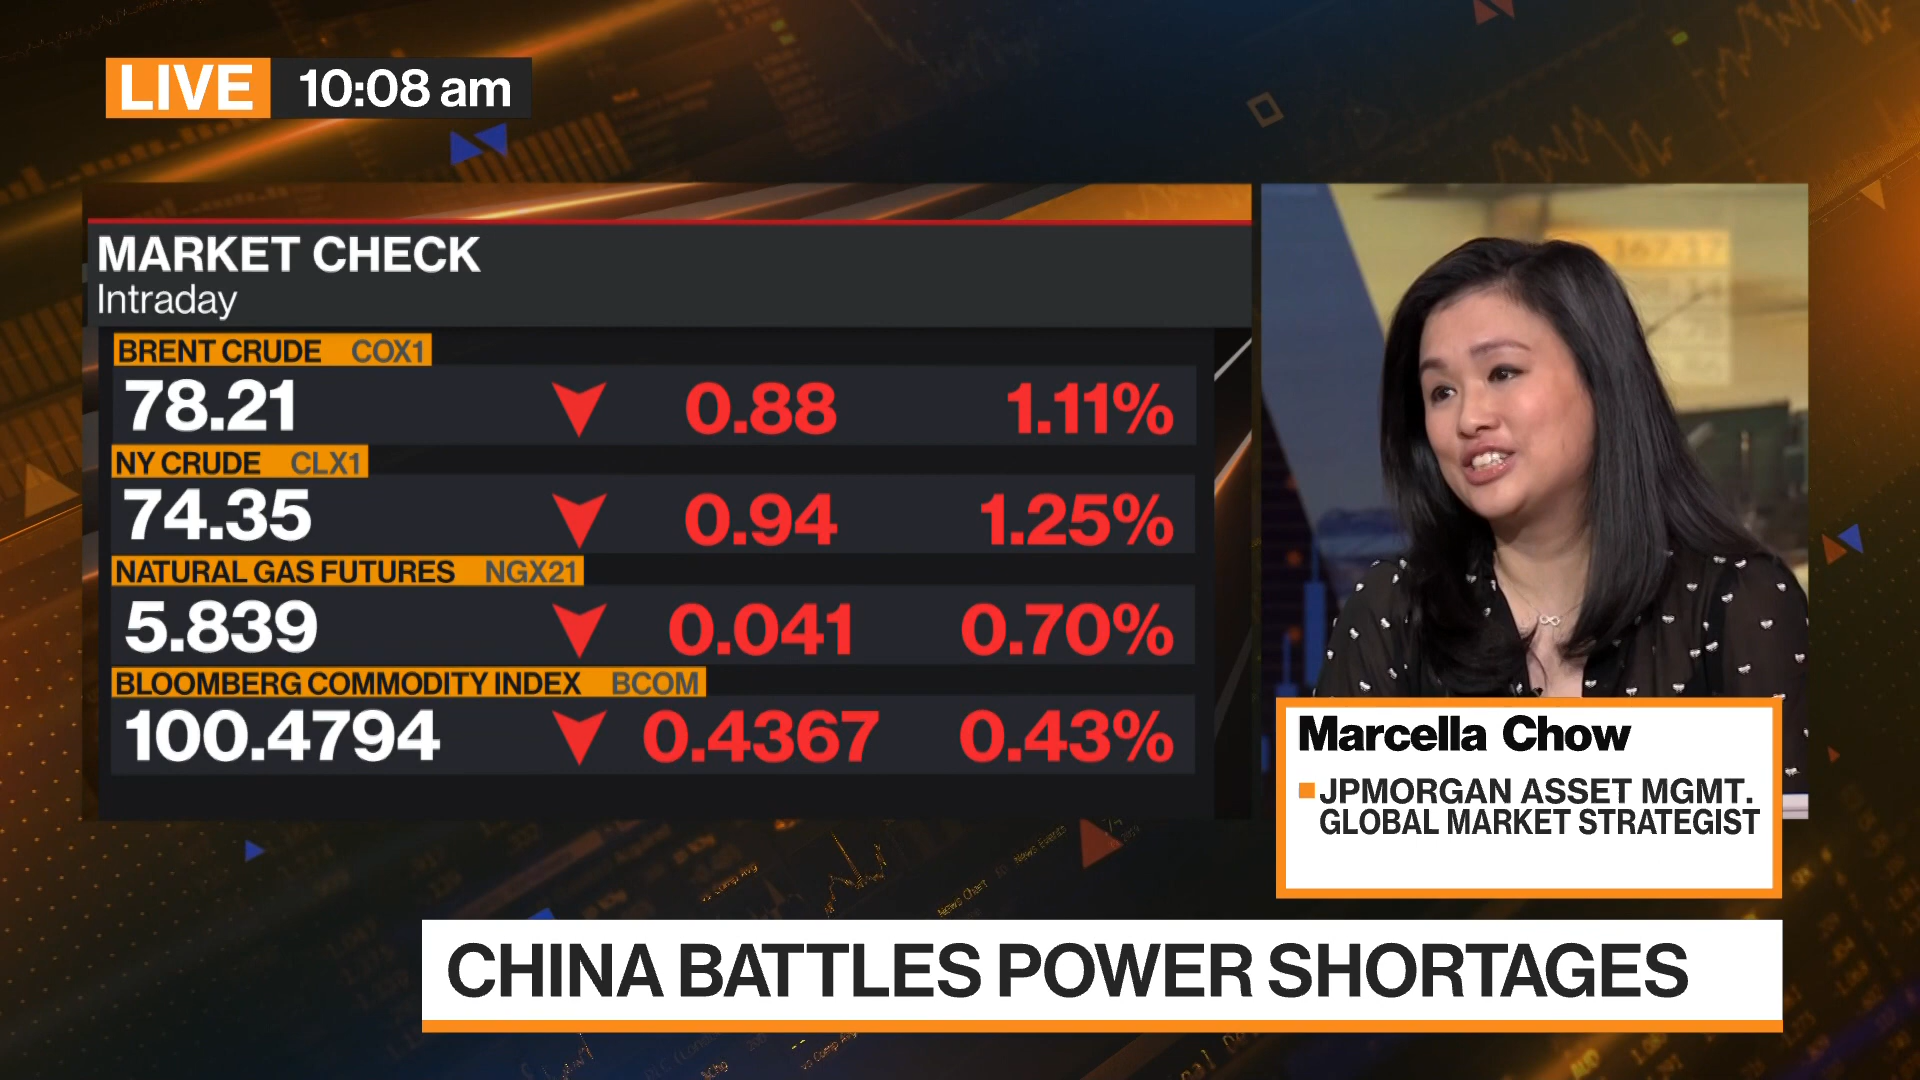 LIVE 10:08 am
MARKET CHECK
Intraday
BRENT CRUDE COX1
78.21 0.88 1.11%
NY CRUDE CLX1
74.35 0.94 1.25%
NATURAL GAS FUTURES NGX21
5.839 0.041 0.70%
BLOOMBERG COMMODITY INDEX BCOM
100.4794 0.4367 0.43%
Marcella Chow
JPMORGAN ASSET MGMT.
GLOBAL MARKET STRATEGIST
CHINA BATTLES POWER SHORTAGES